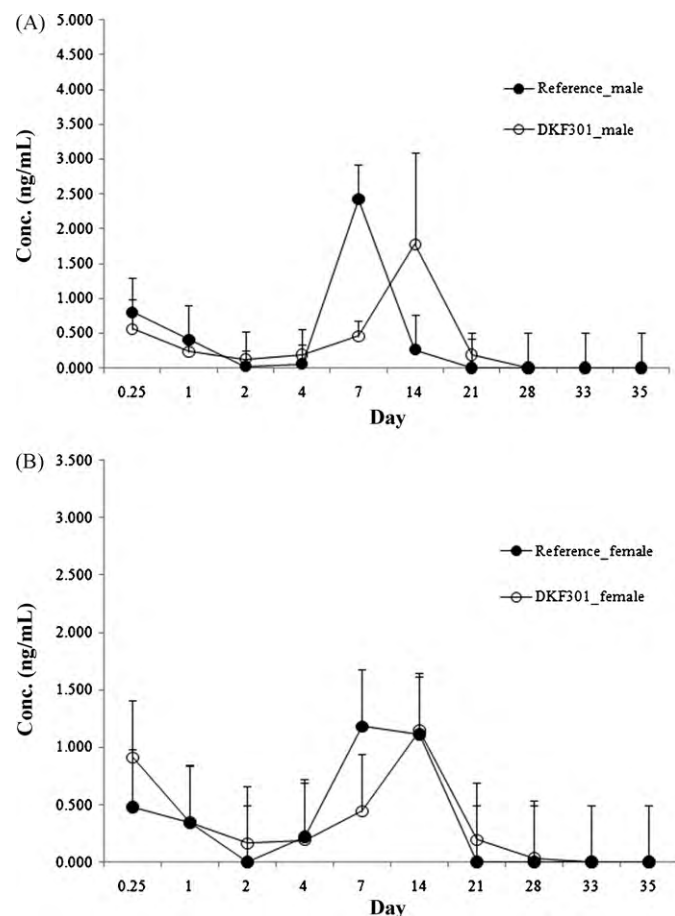 (A)
5.000
4.500
4.000
3.500
3.000
2.500
2.000
1.500
1.000
0.500
0.000
Conc. (ng/mL)
Reference_male
DKF301_male
0.25 1 2 4 7 14 21 28 33 35
Day
(B)
3.500
3.000
2.500
2.000
1.500
1.000
0.500
0.000
Conc. (ng/mL)
Reference_female
DKF301_female
0.25 1 2 4 7 14 21 28 33 35
Day